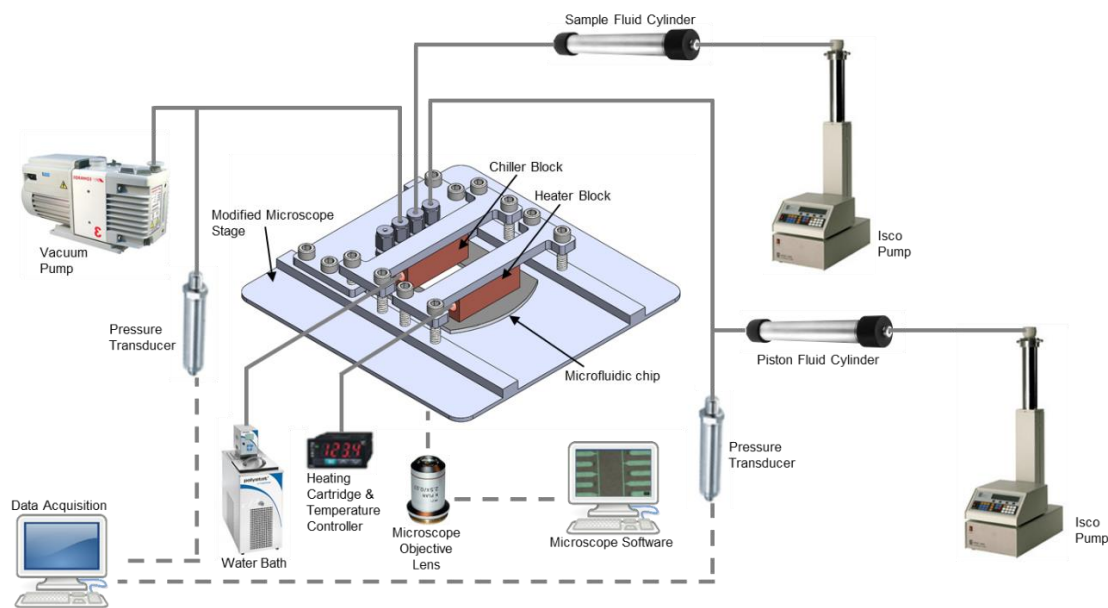 Sample Fluid Cylinder
Chiller Block
Heater Block
Modified Microscope
Stage
Vacuum
Pump
Isco
Pump
Pressure
Transducer
Microfluidic chip
Piston Fluid Cylinder
1234
polystat
Heating
Cartridge &
Temperature
Controller
Pressure
Transducer
Data Acquisition
Water Bath
Microscope
Objective
Lens
Microscope Software
Isco
Pump